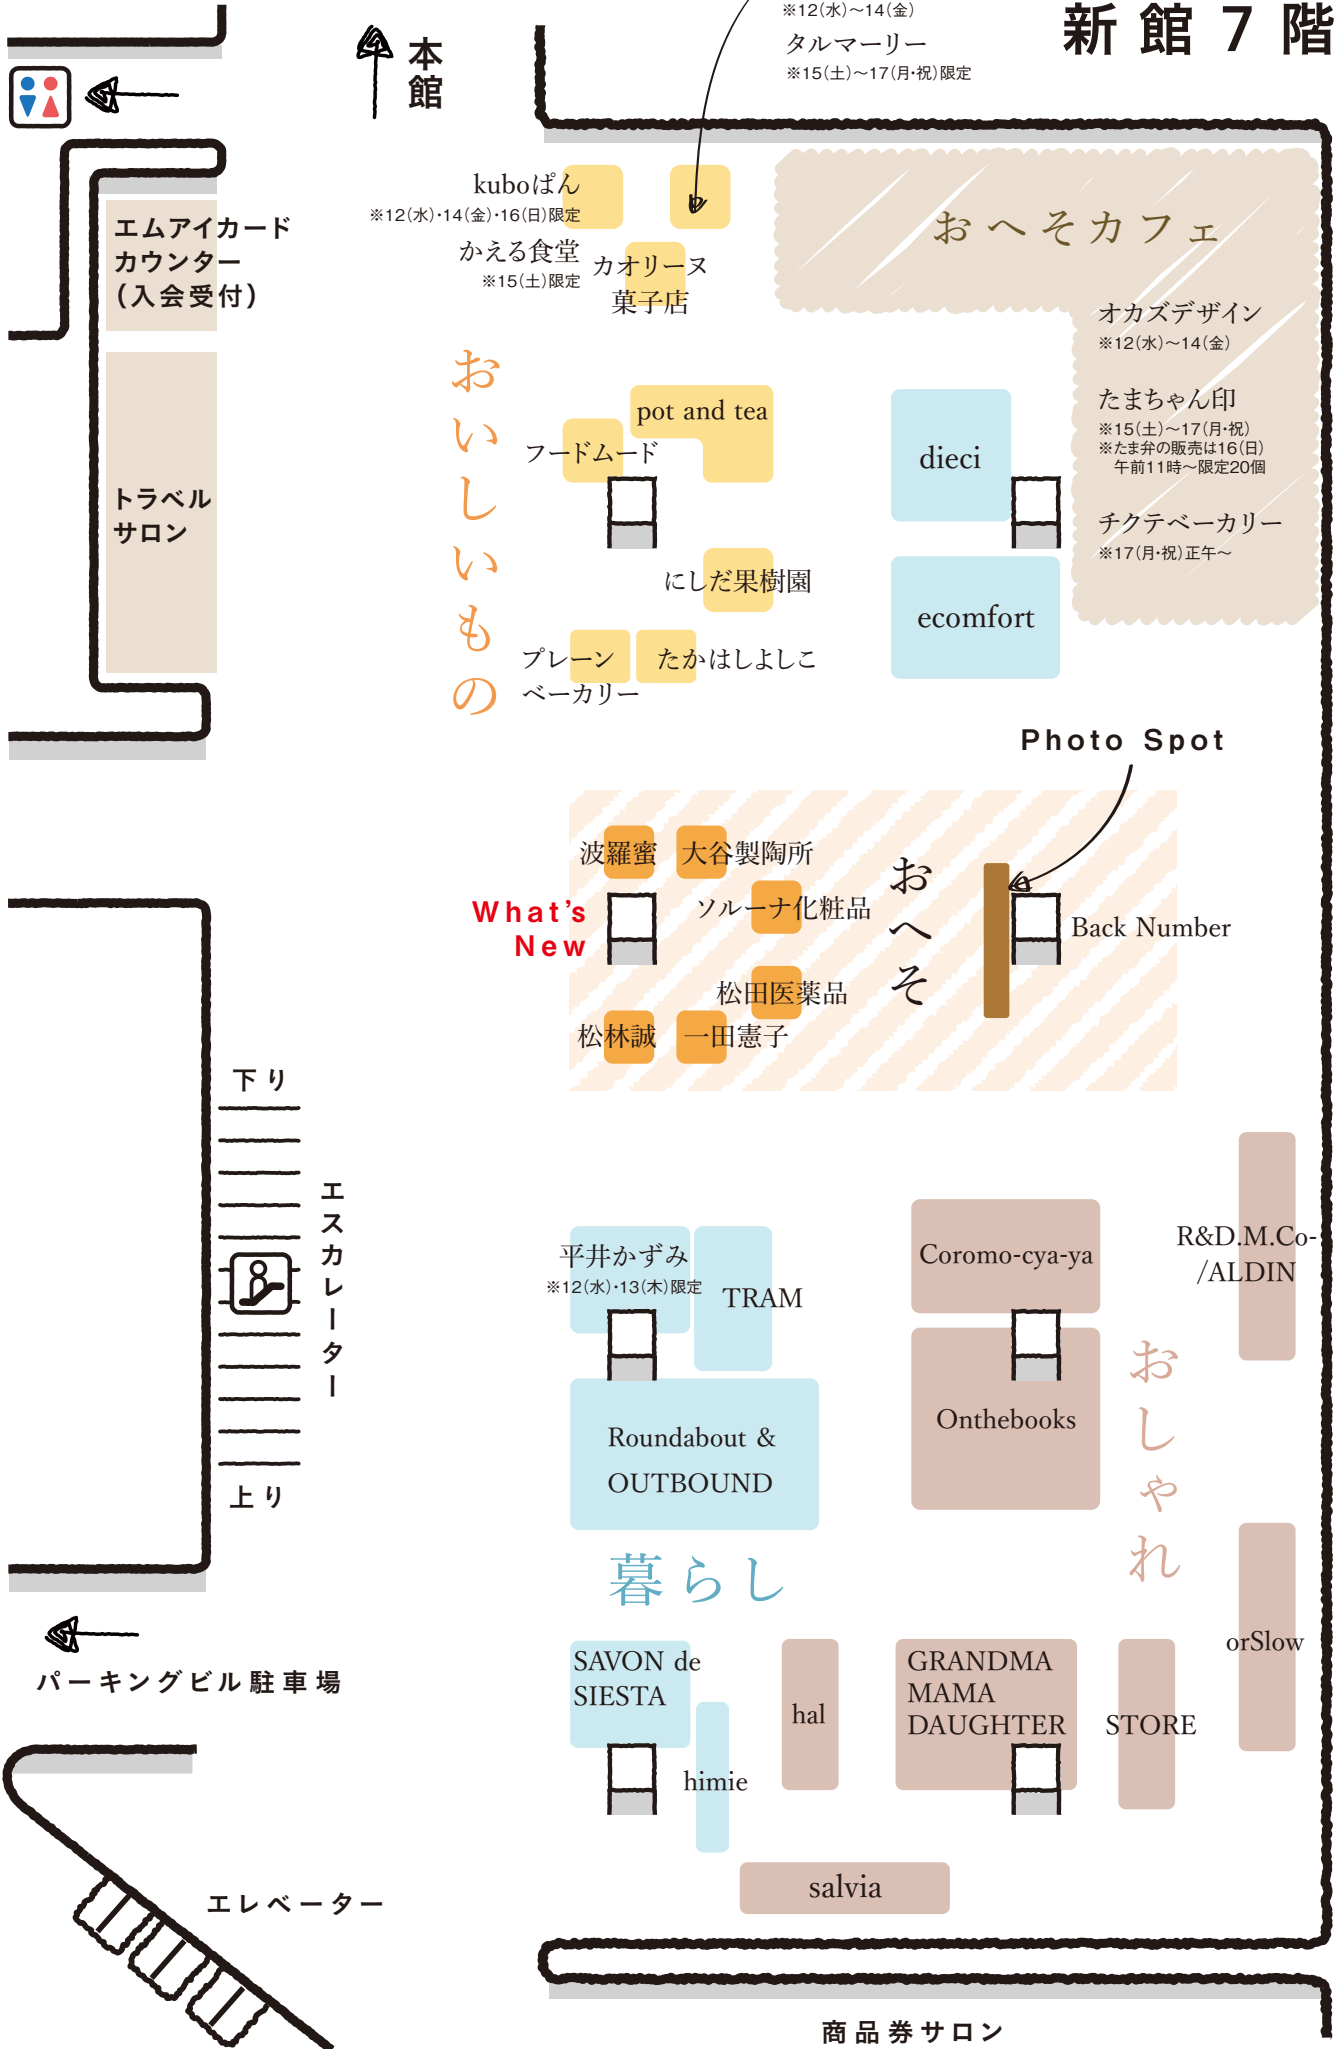 新館7階
※12(水)〜14(金)
タルマーリー
※15(土)〜17(月・祝)限定
本館
エムアイカード
カウンター
(入会受付)
トラベル
サロン
kuboぱん
※12(水)・14(金)・16(日)限定
かえる食堂
※15(土)限定
カオリーヌ
菓子店
おいしいもの
pot and tea
フードムード
にしだ果樹園
プレーン
ベーカリー
たかはしよしこ
おへそカフェ
オカズデザイン
※12(水)〜14(金)
たまちゃん印
※15(土)〜17(月・祝)
※たま弁の販売は16(日)
午前11時〜限定20個
チクテベーカリー
※17(月・祝)正午〜
dieci
ecomfort
Photo Spot
波羅蜜
大谷製陶所
What's
New
ソルーナ化粧品
おへそ
Back Number
松田医薬品
松林誠
一田憲子
下り
エスカレーター
上り
平井かずみ
※12(水)・13(木)限定
TRAM
Roundabout &
OUTBOUND
暮らし
Coromo-cya-ya
R&D.M.Co-
/ALDIN
Onthebooks
おしゃれ
orSlow
SAVON de
SIESTA
himie
hal
GRANDMA
MAMA
DAUGHTER
STORE
salvia
パーキングビル駐車場
エレベーター
商品券サロン